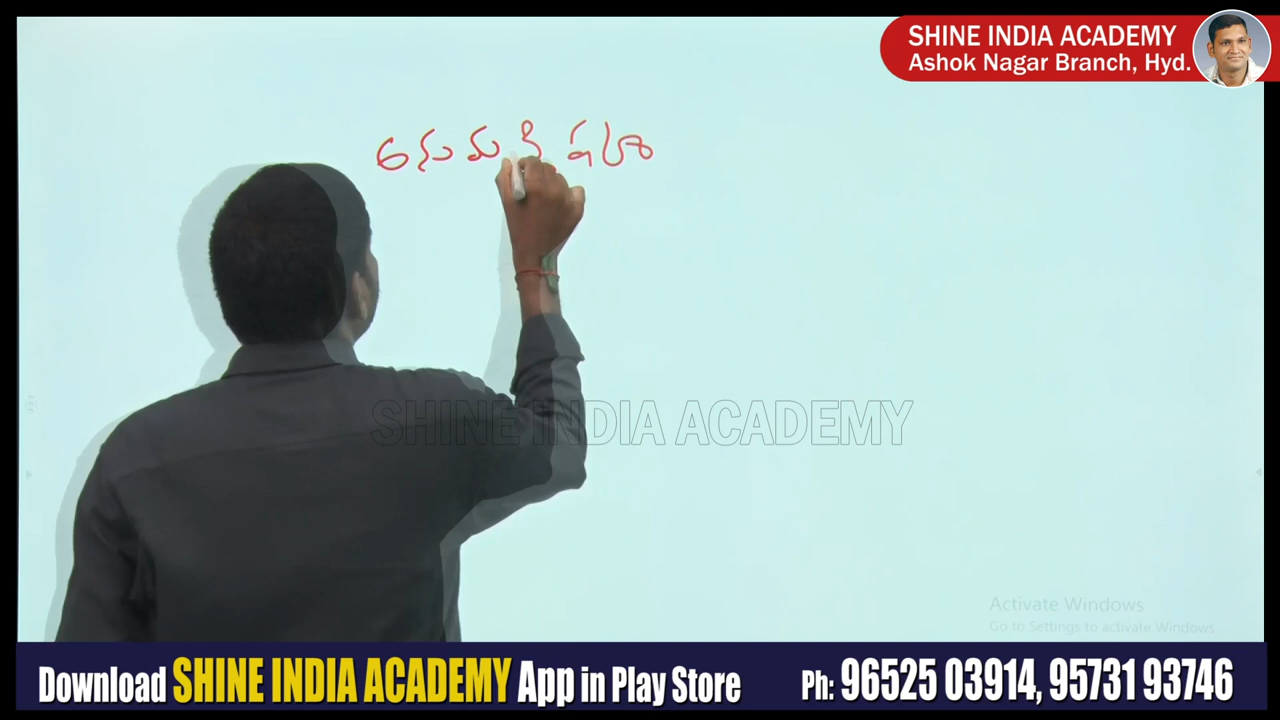 SHINE INDIA ACADEMY
Ashok Nagar Branch, Hyd.
SHINE INDIA ACADEMY
Activate Windows
Go to Settings to activate Windows
Download SHINE INDIA ACADEMY App in Play Store
Ph: 96525 03914, 95731 93746